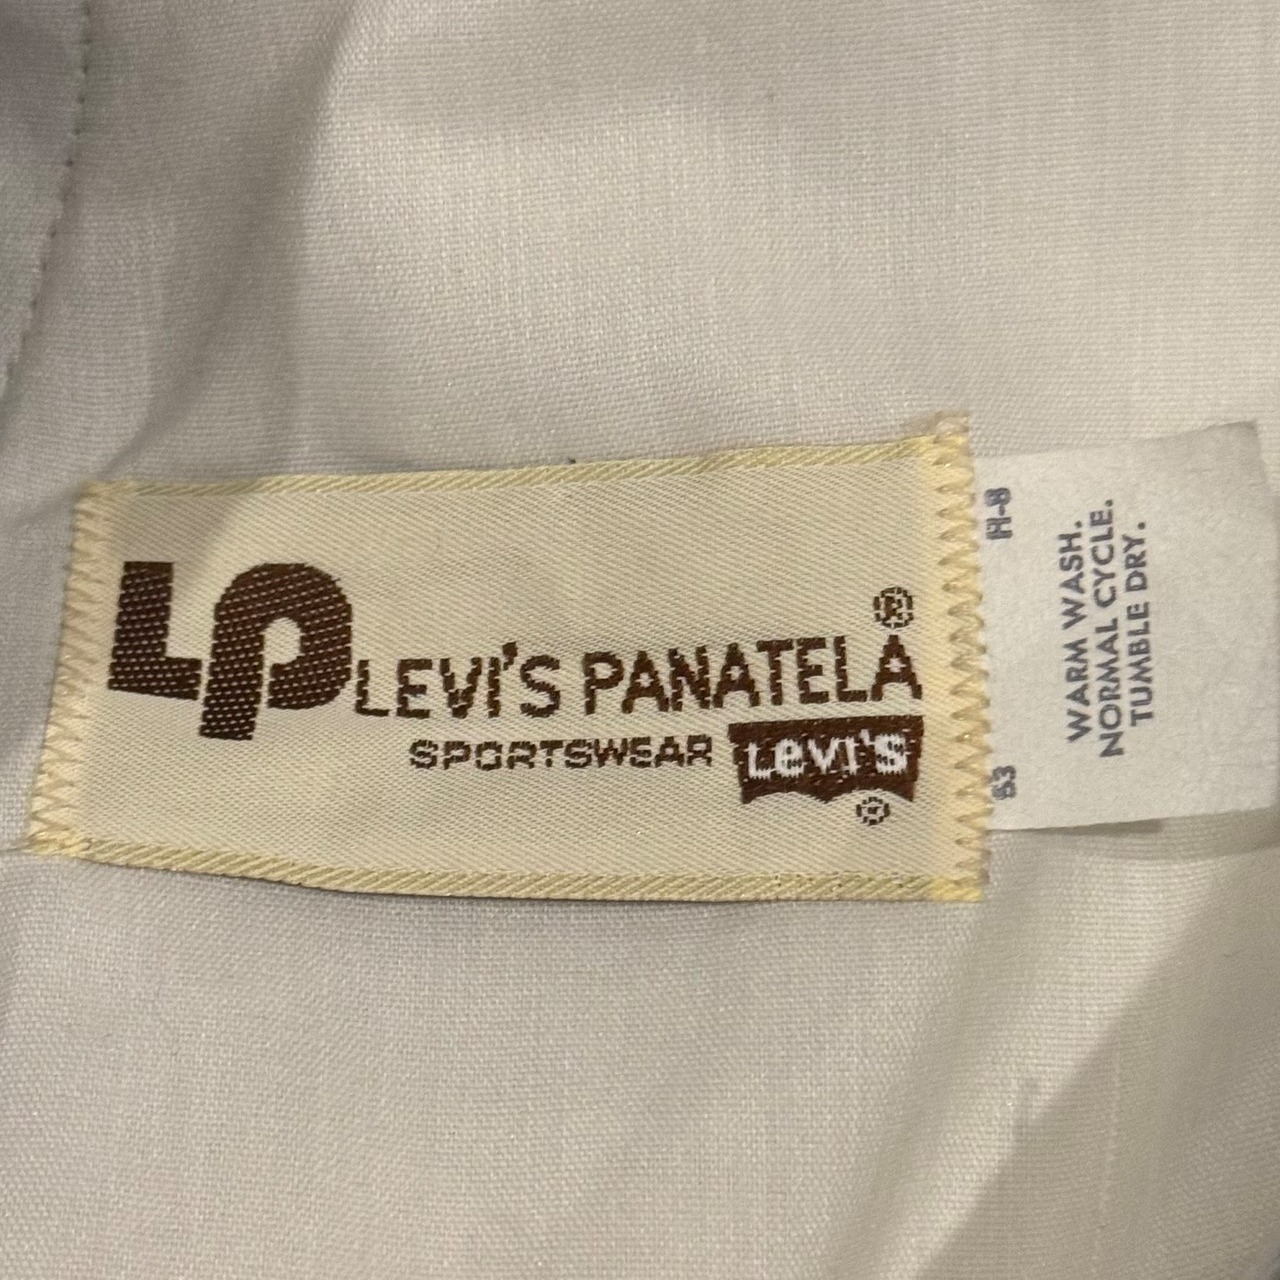 LP LEVI'S PANATELA ®
SPORTSWEAR LEVI'S ®
WARM WASH.
NORMAL CYCLE.
TUMBLE DRY.